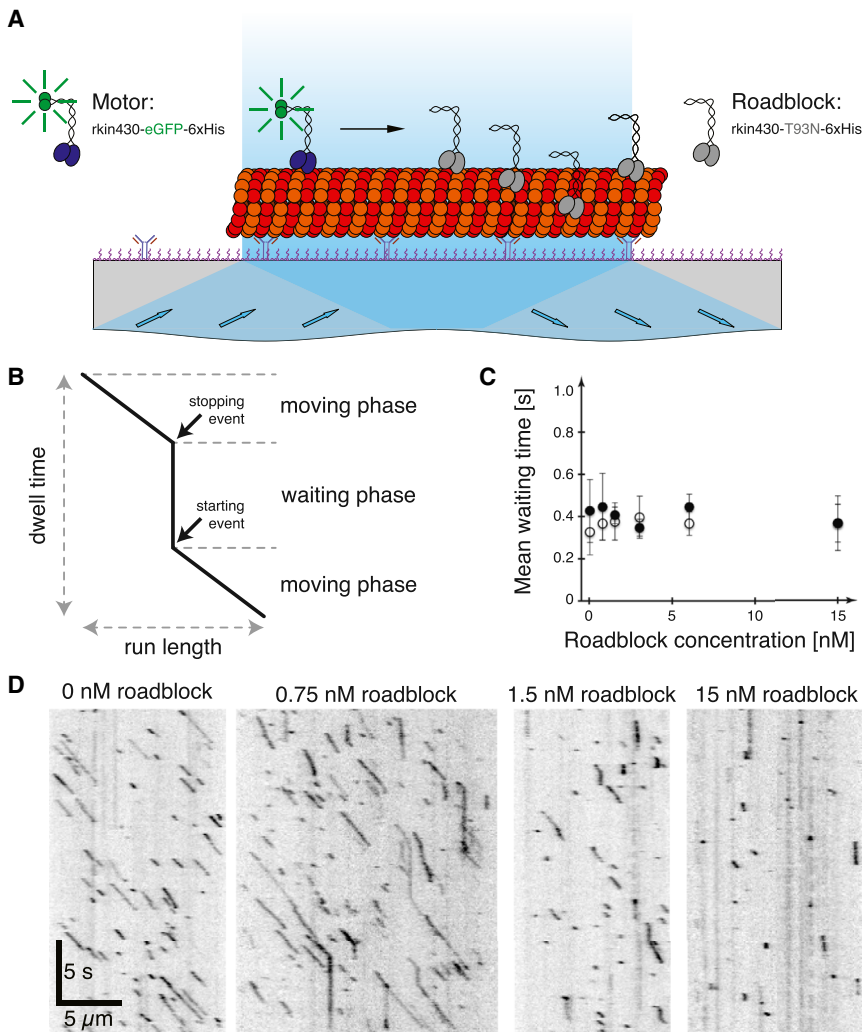 A
Motor:
rkin430-eGFP-6xHis
Roadblock:
rkin430-T93N-6xHis
B
dwell time
stopping
event
starting
event
moving phase
waiting phase
moving phase
run length
C
Mean waiting time [s]
1.0
0.8
0.6
0.4
0.2
0
0 5 10 15
Roadblock concentration [nM]
D
0 nM roadblock 0.75 nM roadblock 1.5 nM roadblock 15 nM roadblock
5 s
5 µm